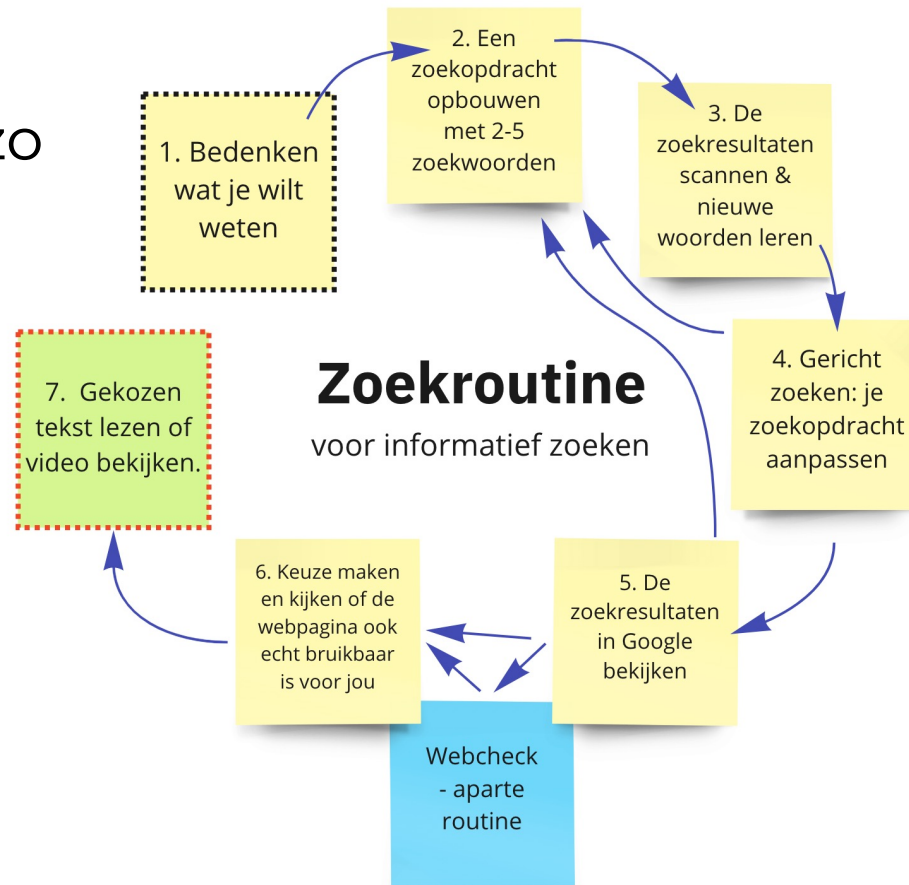 zo
1. Bedenken
wat je wilt
weten
2. Een
zoekopdracht
opbouwen
met 2-5
zoekwoorden
3. De
zoekresultaten
scannen &
nieuwe
woorden leren
4. Gericht
zoeken: je
zoekopdracht
aanpassen
Zoekroutine
voor informatief zoeken
5. De
zoekresultaten
in Google
bekijken
Webcheck
- aparte
routine
6. Keuze maken
en kijken of de
webpagina ook
echt bruikbaar
is voor jou
7. Gekozen
tekst lezen of
video bekijken.